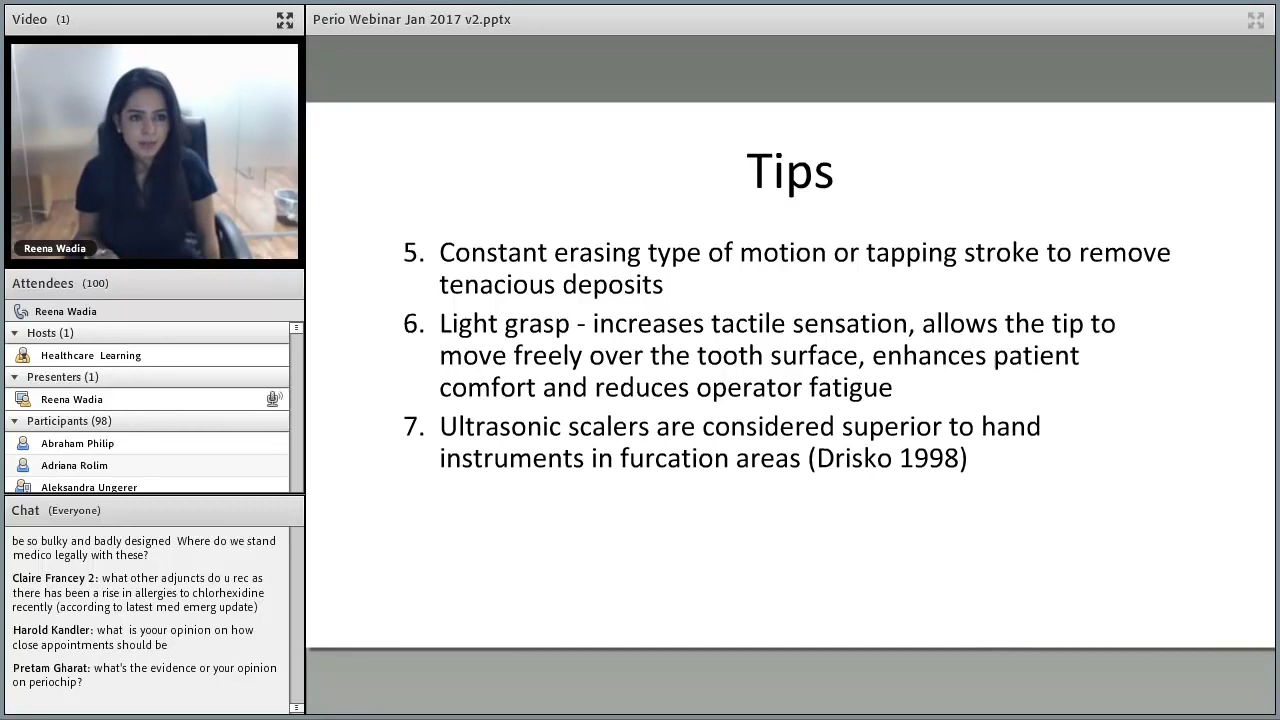 Video (1)
Reena Wadia
Attendees (100)
Reena Wadia
Hosts (1)
Healthcare Learning
Presenters (1)
Reena Wadia
Participants (98)
Abraham Philip
Adriana Rolim
Aleksandra Ungerer
Chat (Everyone)
be so bulky and badly designed Where do we stand
medico legally with these?
Claire Francey 2: what other adjuncts do u rec as
there has been a rise in allergies to chlorhexidine
recently (according to latest med emerg update)
Harold Kandler: what is yoour opinion on how
close appointments should be
Pretam Gharat: what's the evidence or your opinion
on periochip?
Perio Webinar Jan 2017 v2.pptx
Tips
5. Constant erasing type of motion or tapping stroke to remove
tenacious deposits
6. Light grasp - increases tactile sensation, allows the tip to
move freely over the tooth surface, enhances patient
comfort and reduces operator fatigue
7. Ultrasonic scalers are considered superior to hand
instruments in furcation areas (Drisko 1998)